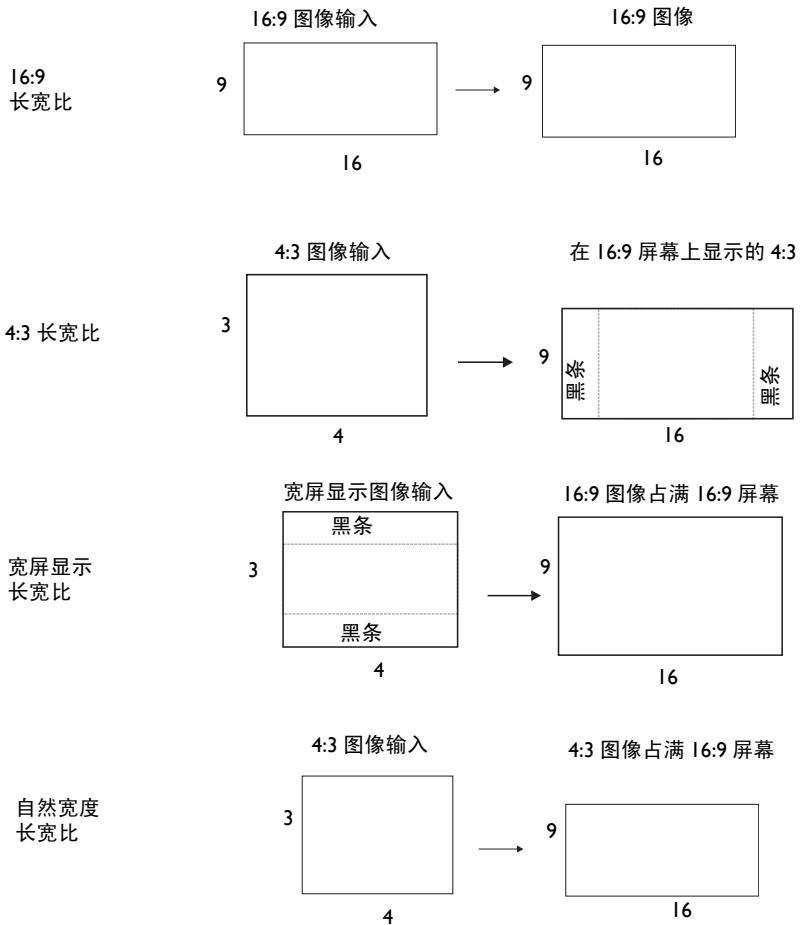 16:9 图像输入
16:9 图像
16:9
长宽比
9
9
16
16
4:3 图像输入
在 16:9 屏幕上显示的 4:3
4:3 长宽比
3
9
黑条
黑条
4
16
宽屏显示图像输入
16:9 图像占满 16:9 屏幕
宽屏显示
长宽比
黑条
3
9
黑条
4
16
4:3 图像输入
4:3 图像占满 16:9 屏幕
自然宽度
长宽比
3
9
4
16